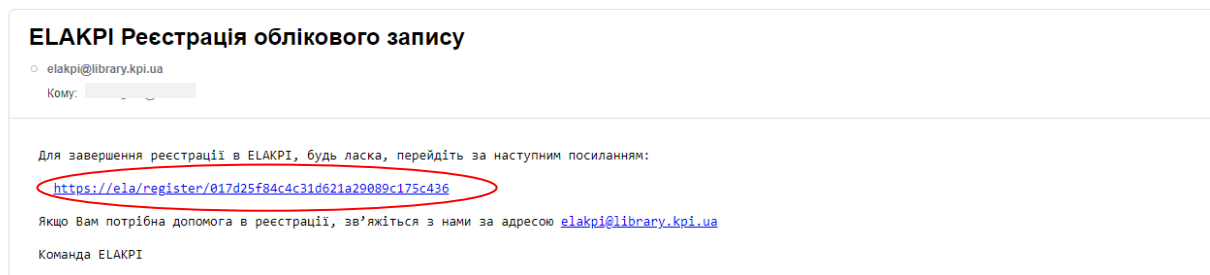 ELAKPI Реєстрація облікового запису
elakpi@library.kpi.ua
Кому:
Для завершення реєстрації в ELAKPI, будь ласка, перейдіть за наступним посиланням:
https://ela/register/017d25f84c4c31d621a29089c175c436
Якщо Вам потрібна допомога в реєстрації, зв’яжіться з нами за адресою elakpi@library.kpi.ua
Команда ELAKPI